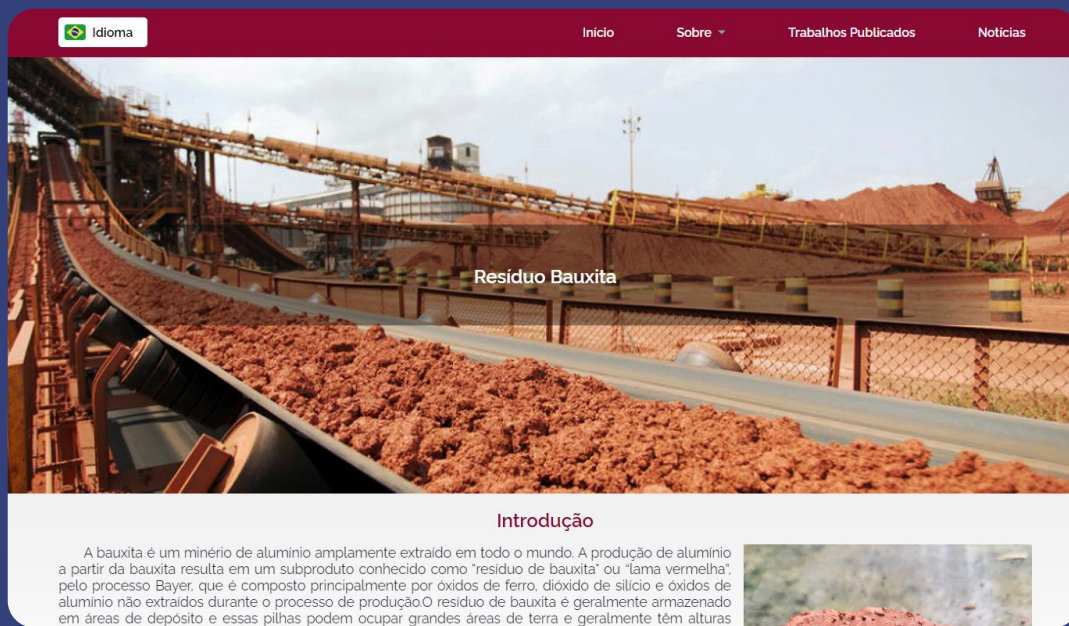 Idioma
Início
Sobre
Trabalhos Publicados
Notícias
Resíduo Bauxita
Introdução
A bauxita é um minério de alumínio amplamente extraído em todo o mundo. A produção de alumínio
a partir da bauxita resulta em um subproduto conhecido como "resíduo de bauxita" ou "lama vermelha",
pelo processo Bayer, que é composto principalmente por óxidos de ferro, dióxido de silício e óxidos de
alumínio não extraídos durante o processo de produção.O resíduo de bauxita é geralmente armazenado
em áreas de depósito e essas pilhas podem ocupar grandes áreas de terra e geralmente têm alturas